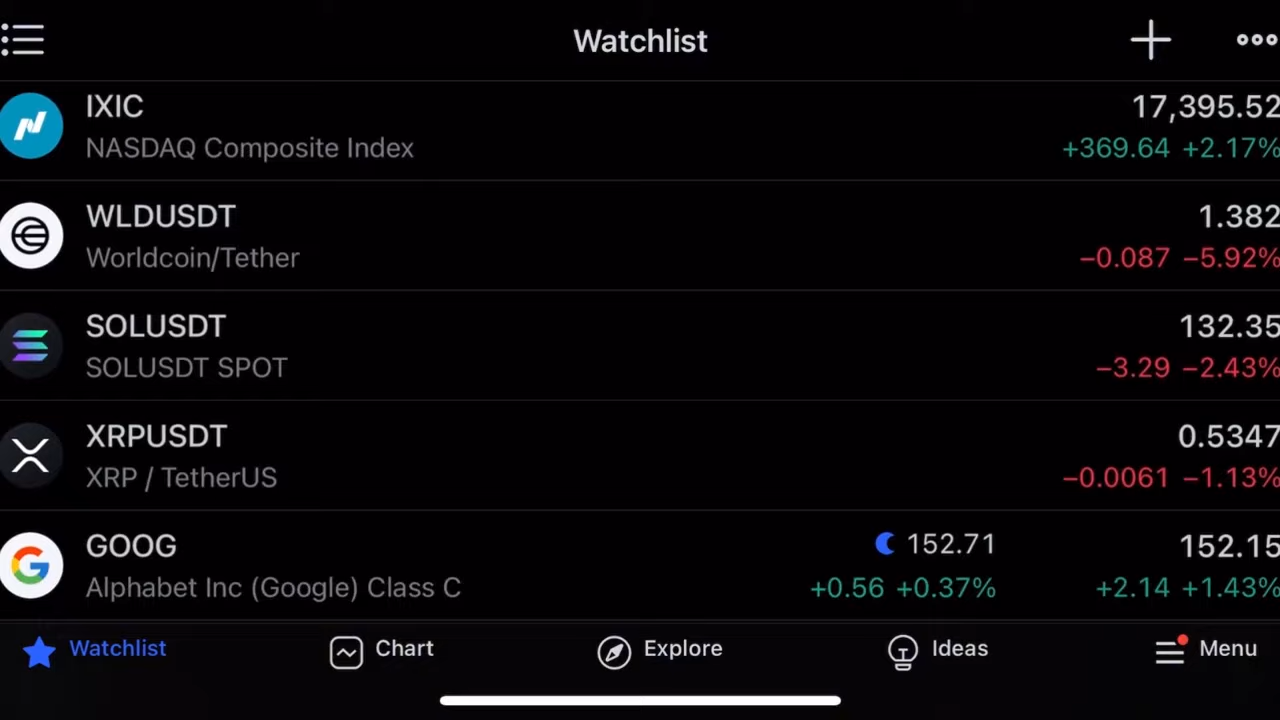 Watchlist
IXIC 17,395.52
NASDAQ Composite Index +369.64 +2.17%
WLDUSDT 1.382
Worldcoin/Tether −0.087 −5.92%
SOLUSDT 132.35
SOLUSDT SPOT −3.29 −2.43%
XRPUSDT 0.5347
XRP / TetherUS −0.0061 −1.13%
GOOG 152.71 152.15
Alphabet Inc (Google) Class C +0.56 +0.37% +2.14 +1.43%
Watchlist Chart Explore Ideas Menu